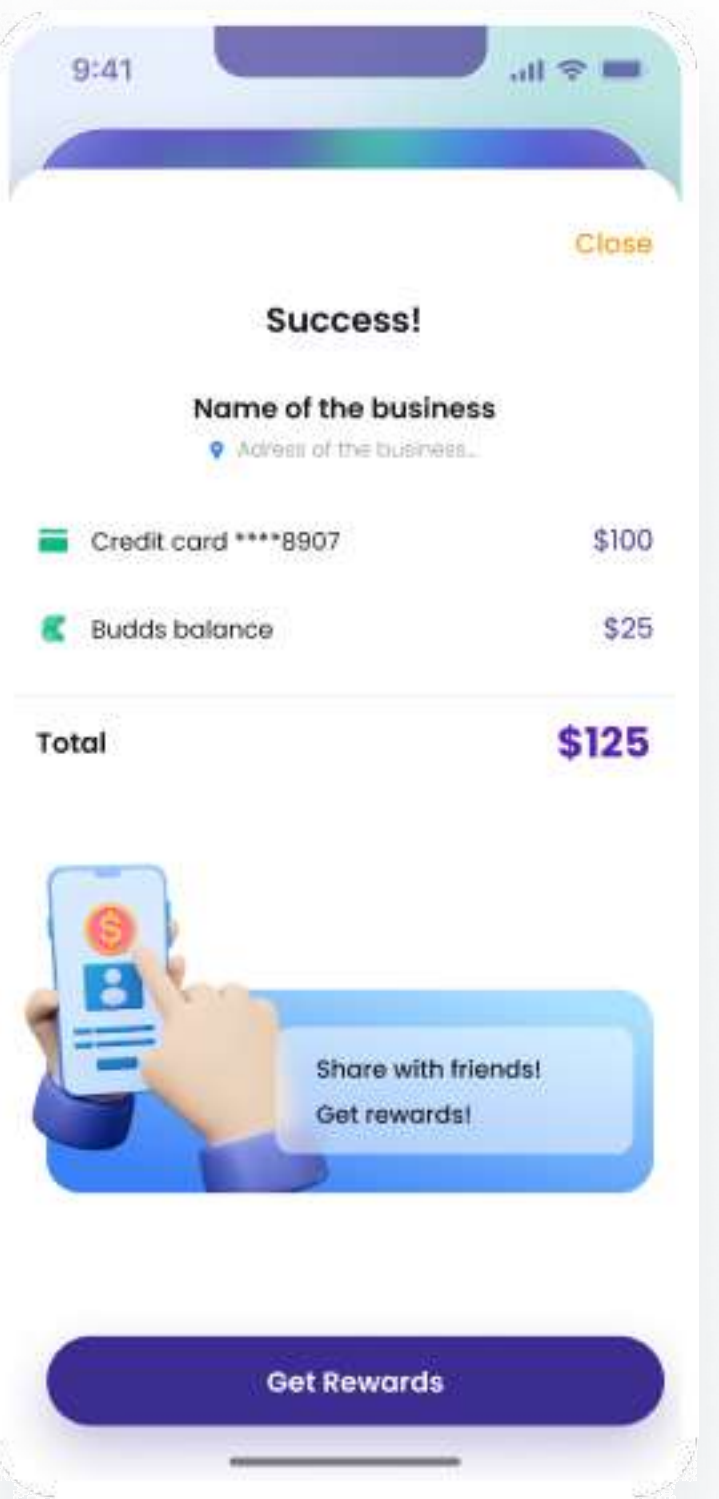 9:41
Close
Success!
Name of the business
Adress of the business...
Credit card ****8907 $100
Budds balance $25
Total $125
$
Share with friends!
Get rewards!
Get Rewards